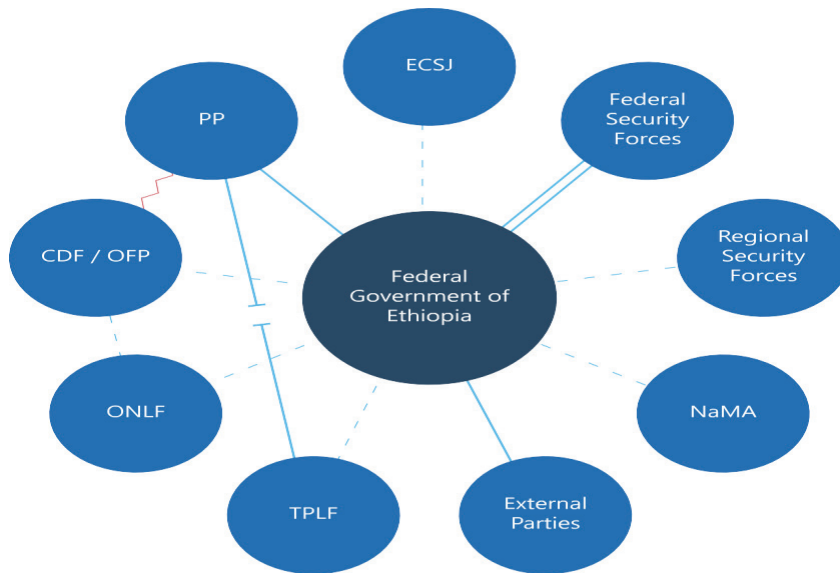 ECSJ
PP
Federal
Security
Forces
CDF / OFP
Regional
Security
Forces
Federal
Government of
Ethiopia
ONLF
NaMA
TPLF
External
Parties